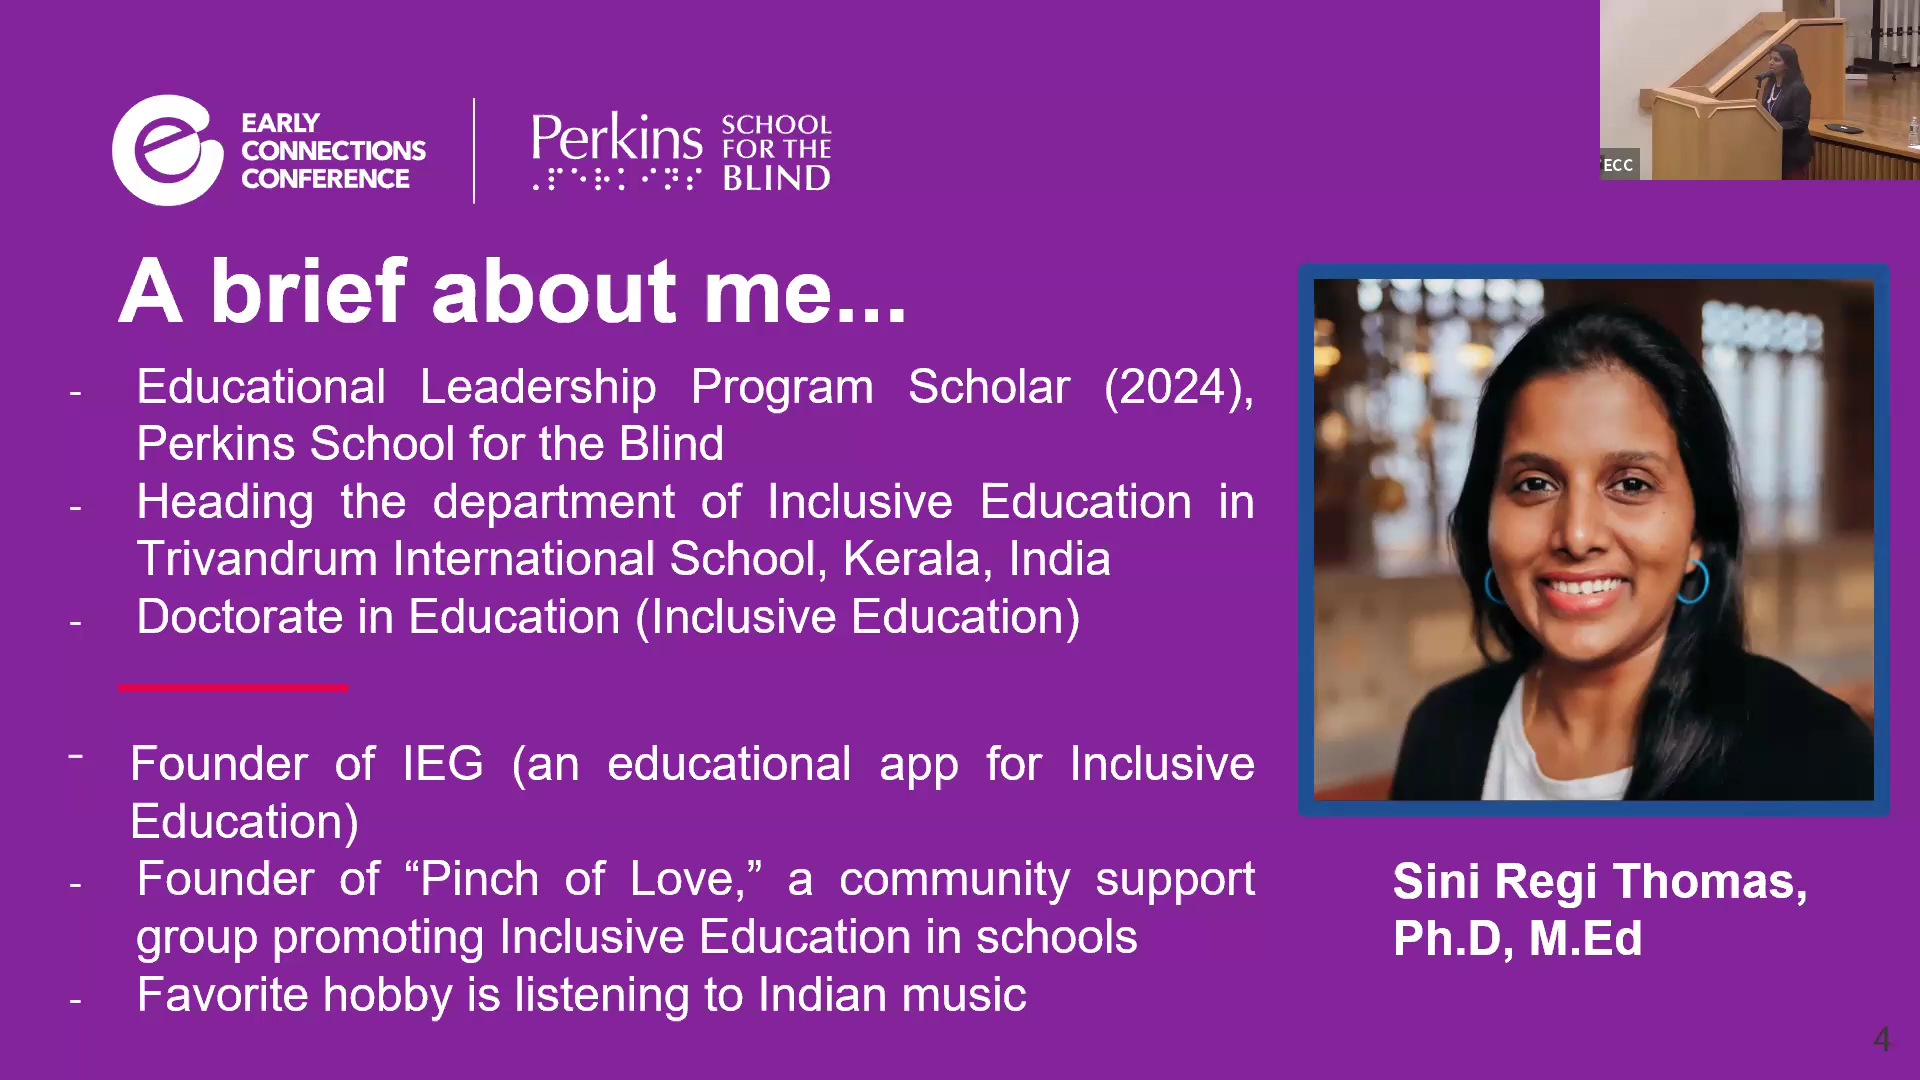 EARLY
CONNECTIONS
CONFERENCE
Perkins
SCHOOL
FOR THE
BLIND
⠠⠏⠑⠗⠅⠊⠝⠎
ECC
A brief about me...
- Educational Leadership Program Scholar (2024),
Perkins School for the Blind
- Heading the department of Inclusive Education in
Trivandrum International School, Kerala, India
- Doctorate in Education (Inclusive Education)
- Founder of IEG (an educational app for Inclusive
Education)
- Founder of “Pinch of Love,” a community support
group promoting Inclusive Education in schools
- Favorite hobby is listening to Indian music
Sini Regi Thomas,
Ph.D, M.Ed
4